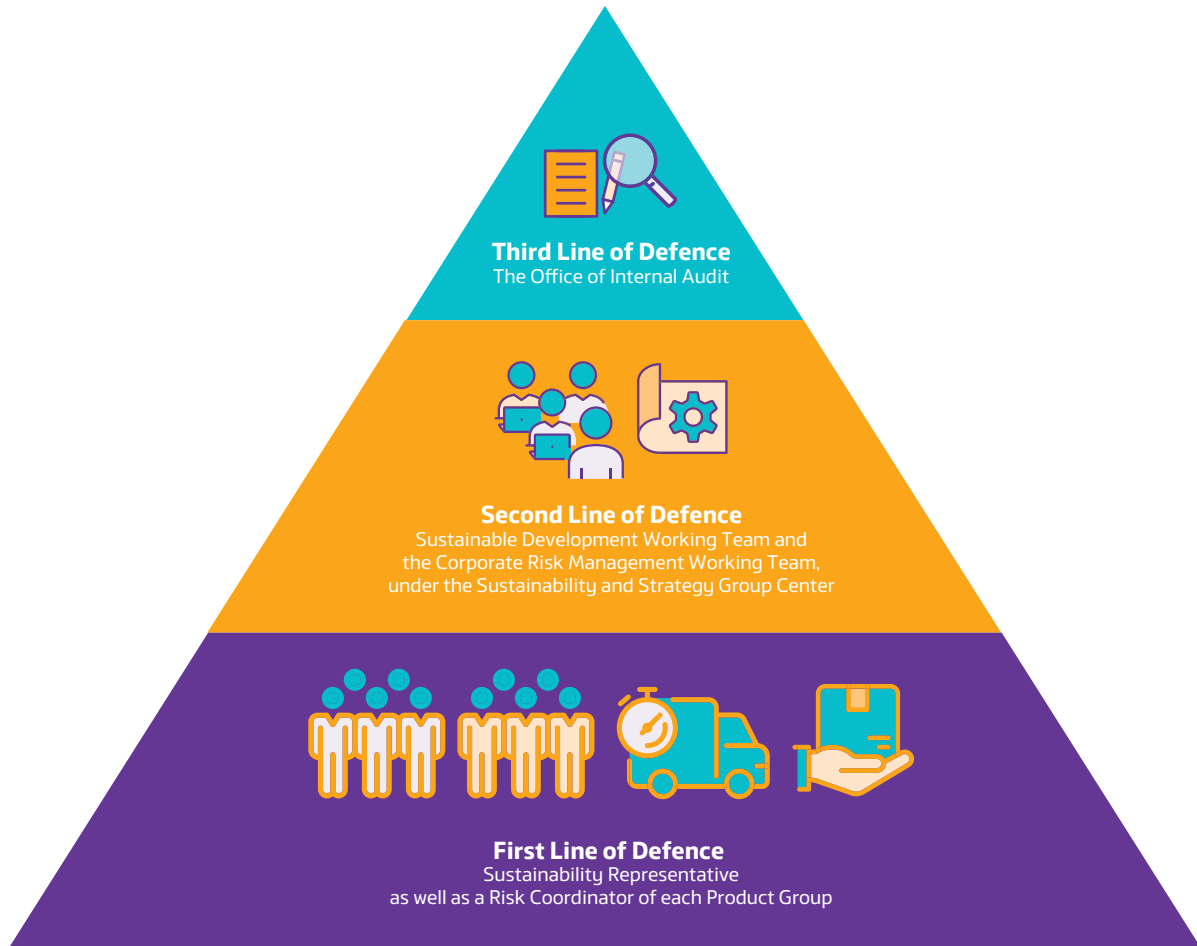 Third Line of Defence
The Office of Internal Audit
Second Line of Defence
Sustainable Development Working Team and
the Corporate Risk Management Working Team,
under the Sustainability and Strategy Group Center
First Line of Defence
Sustainability Representative
as well as a Risk Coordinator of each Product Group